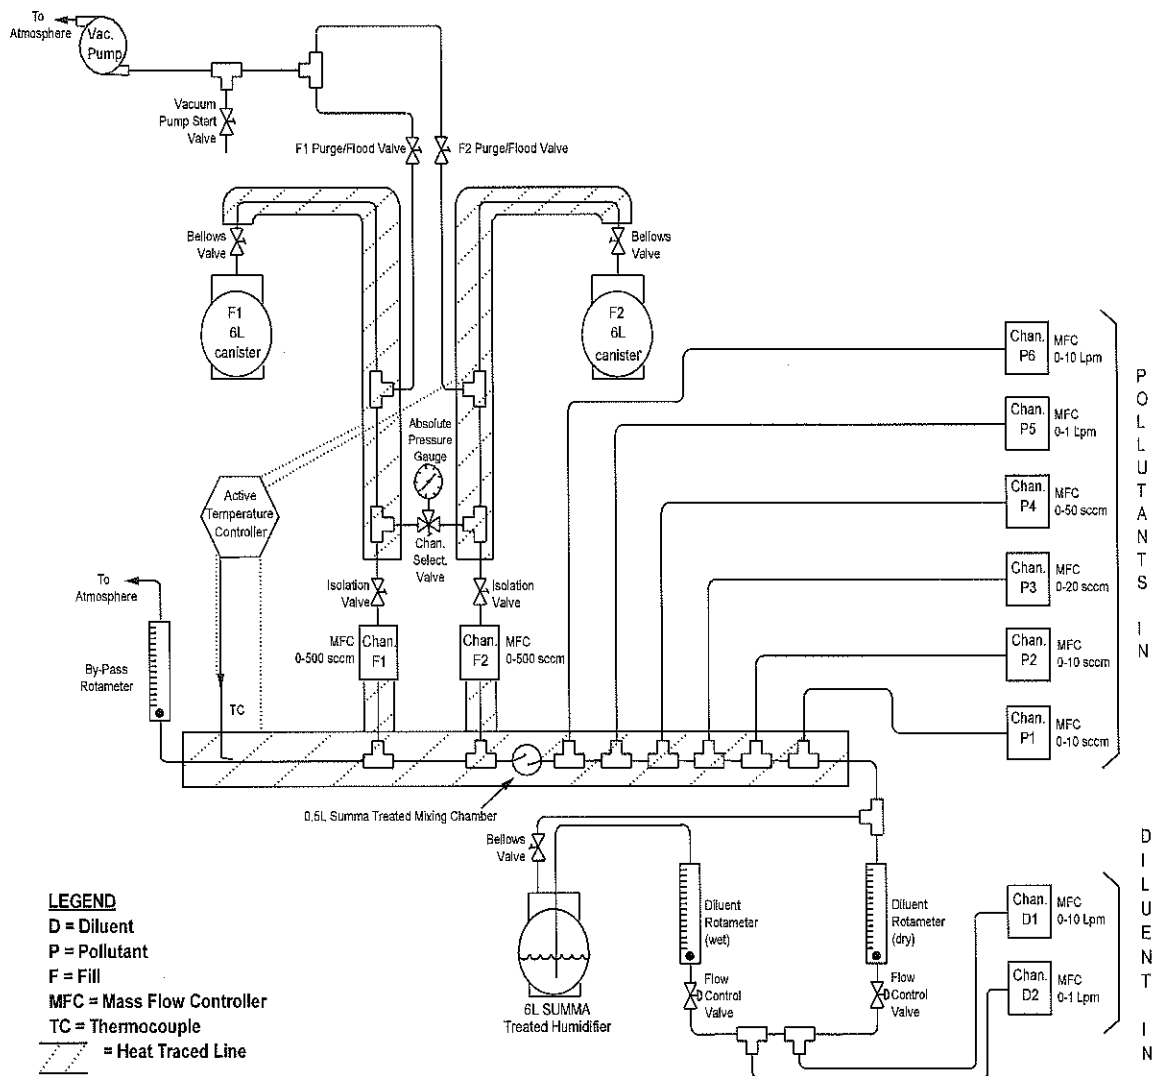 To
Atmosphere
Vac.
Pump
Vacuum
Pump Start
Valve
F1 Purge/Flood Valve
F2 Purge/Flood Valve
Bellows
Valve
Bellows
Valve
F1
6L
canister
F2
6L
canister
Absolute
Pressure
Gauge
Chan.
Select.
Valve
Active
Temperature
Controller
To
Atmosphere
By-Pass
Rotameter
TC
Isolation
Valve
Isolation
Valve
MFC
0-500 sccm
Chan.
F1
Chan.
F2
MFC
0-500 sccm
Chan.
P6
MFC
0-10 Lpm
Chan.
P5
MFC
0-1 Lpm
Chan.
P4
MFC
0-50 sccm
Chan.
P3
MFC
0-20 sccm
Chan.
P2
MFC
0-10 sccm
Chan.
P1
MFC
0-10 sccm
POLLUTANTS IN
0.5L Summa Treated Mixing Chamber
Bellows
Valve
6L SUMMA
Treated Humidifier
Diluent
Rotameter
(wet)
Diluent
Rotameter
(dry)
Flow
Control
Valve
Flow
Control
Valve
Chan.
D1
MFC
0-10 Lpm
Chan.
D2
MFC
0-1 Lpm
DILUENT IN
LEGEND
D = Diluent
P = Pollutant
F = Fill
MFC = Mass Flow Controller
TC = Thermocouple
= Heat Traced Line